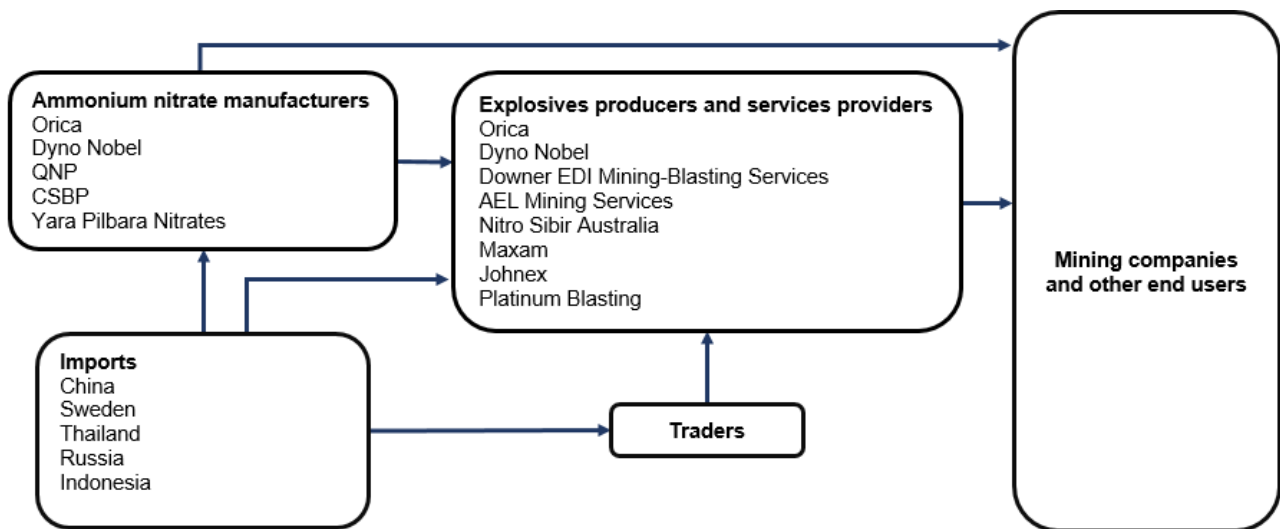 Ammonium nitrate manufacturers
Orica
Dyno Nobel
QNP
CSBP
Yara Pilbara Nitrates
Explosives producers and services providers
Orica
Dyno Nobel
Downer EDI Mining-Blasting Services
AEL Mining Services
Nitro Sibir Australia
Maxam
Johnex
Platinum Blasting
Mining companies
and other end users
Imports
China
Sweden
Thailand
Russia
Indonesia
Traders